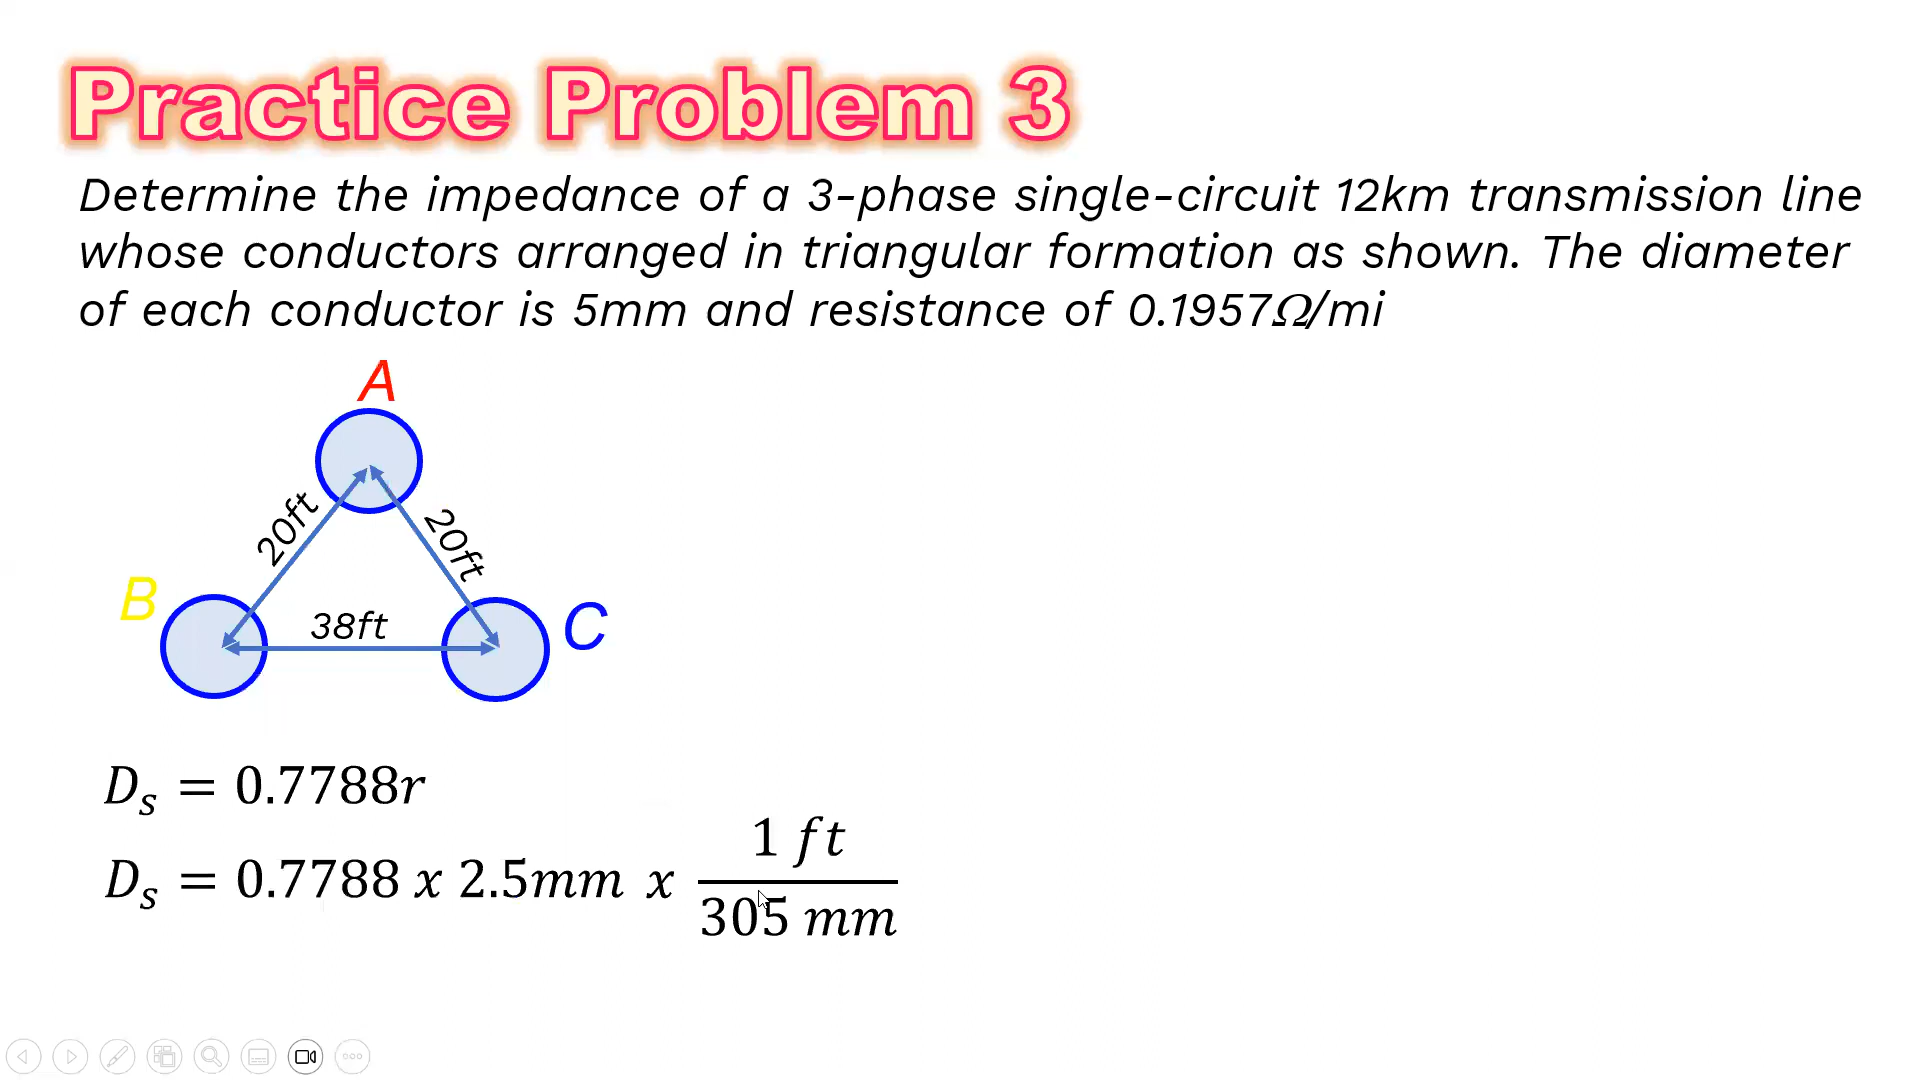 Practice Problem 3
Determine the impedance of a 3-phase single-circuit 12km transmission line
whose conductors arranged in triangular formation as shown. The diameter
of each conductor is 5mm and resistance of 0.1957Ω/mi
A
20ft
20ft
B
38ft
C
D_s = 0.7788r
D_s = 0.7788 x 2.5mm x 1 ft / 305 mm